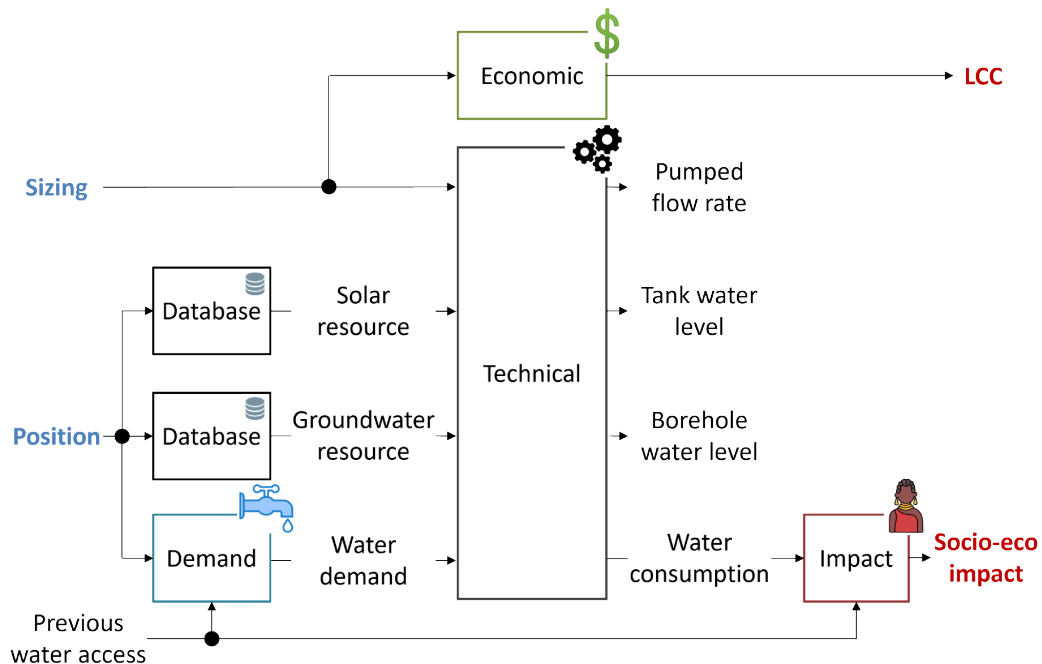 $
Economic
LCC
Sizing
Pumped
flow rate
Database
Solar
resource
Tank water
level
Technical
Position
Database
Groundwater
resource
Borehole
water level
Demand
Water
demand
Water
consumption
Impact
Socio-eco
impact
Previous
water access